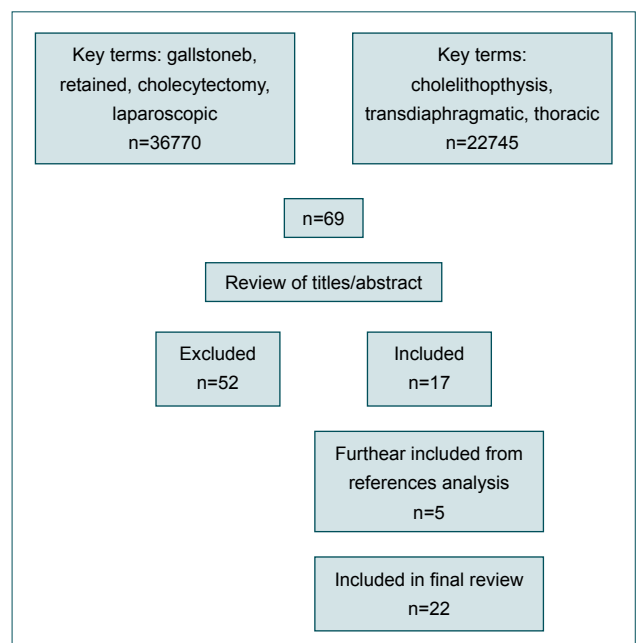 Key terms: gallstoneb,
retained, cholecytectomy,
laparoscopic
n=36770
Key terms:
cholelithopthysis,
transdiaphragmatic, thoracic
n=22745
n=69
Review of titles/abstract
Excluded
n=52
Included
n=17
Furthear included from
references analysis
n=5
Included in final review
n=22